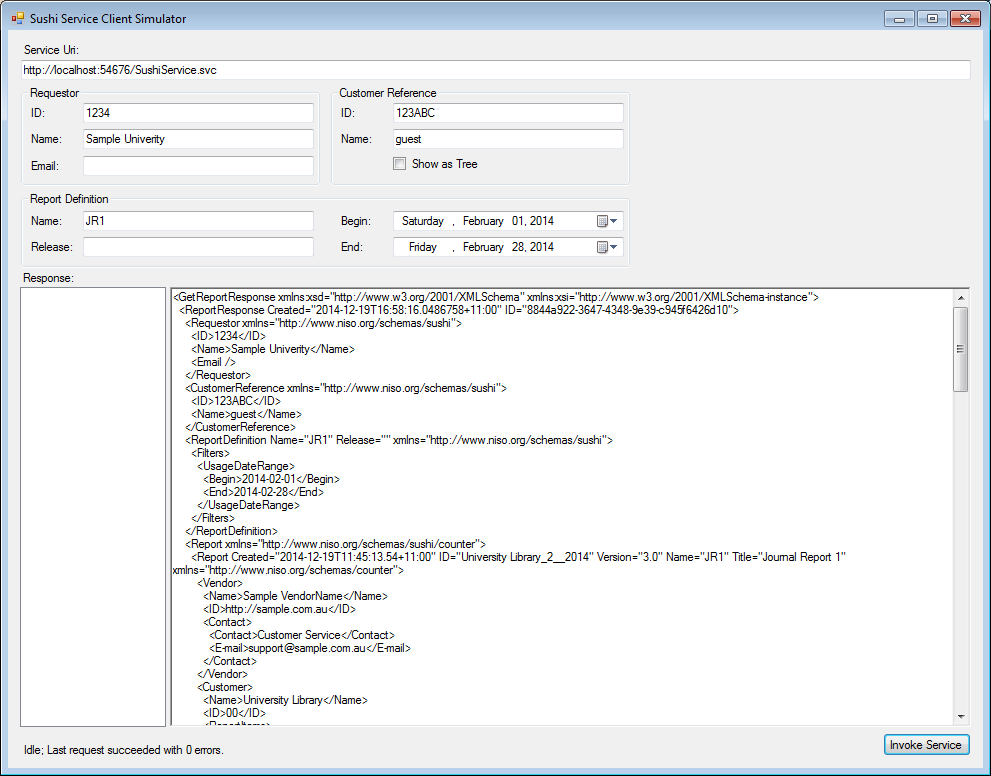 Sushi Service Client Simulator
Service Uri:
http://localhost:54676/SushiService.svc
Requestor
ID: 1234
Name: Sample Univerity
Email:
Customer Reference
ID: 123ABC
Name: guest
Show as Tree
Report Definition
Name: JR1
Release:
Begin: Saturday , February 01, 2014
End: Friday , February 28, 2014
Response:
<GetReportResponse xmlns:xsd="http://www.w3.org/2001/XMLSchema" xmlns:xsi="http://www.w3.org/2001/XMLSchema-instance">
<ReportResponse Created="2014-12-19T16:58:16.0486758+11:00" ID="8844a922-3647-4348-9e39-c945f6426d10">
<Requestor xmlns="http://www.niso.org/schemas/sushi">
<ID>1234</ID>
<Name>Sample Univerity</Name>
<Email />
</Requestor>
<CustomerReference xmlns="http://www.niso.org/schemas/sushi">
<ID>123ABC</ID>
<Name>guest</Name>
</CustomerReference>
<ReportDefinition Name="JR1" Release="" xmlns="http://www.niso.org/schemas/sushi">
<Filters>
<UsageDateRange>
<Begin>2014-02-01</Begin>
<End>2014-02-28</End>
</UsageDateRange>
</Filters>
</ReportDefinition>
<Report xmlns="http://www.niso.org/schemas/sushi/counter">
<Report Created="2014-12-19T11:45:13.54+11:00" ID="University Library_2__2014" Version="3.0" Name="JR1" Title="Journal Report 1"
xmlns="http://www.niso.org/schemas/counter">
<Vendor>
<Name>Sample VendorName</Name>
<ID>http://sample.com.au</ID>
<Contact>
<Contact>Customer Service</Contact>
<E-mail>support@sample.com.au</E-mail>
</Contact>
</Vendor>
<Customer>
<Name>University Library</Name>
<ID>00</ID>
<ReportItems>
Idle; Last request succeeded with 0 errors.
Invoke Service